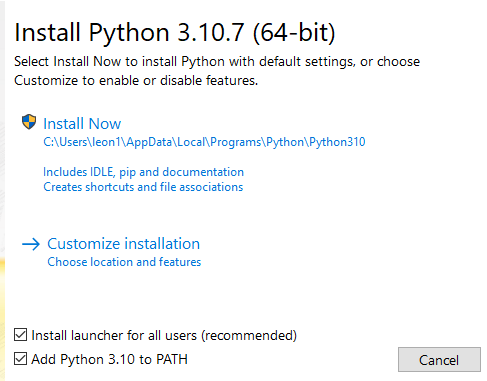 Install Python 3.10.7 (64-bit)
Select Install Now to install Python with default settings, or choose
Customize to enable or disable features.
Install Now
C:\Users\leon1\AppData\Local\Programs\Python\Python310
Includes IDLE, pip and documentation
Creates shortcuts and file associations
Customize installation
Choose location and features
Install launcher for all users (recommended)
Add Python 3.10 to PATH
Cancel